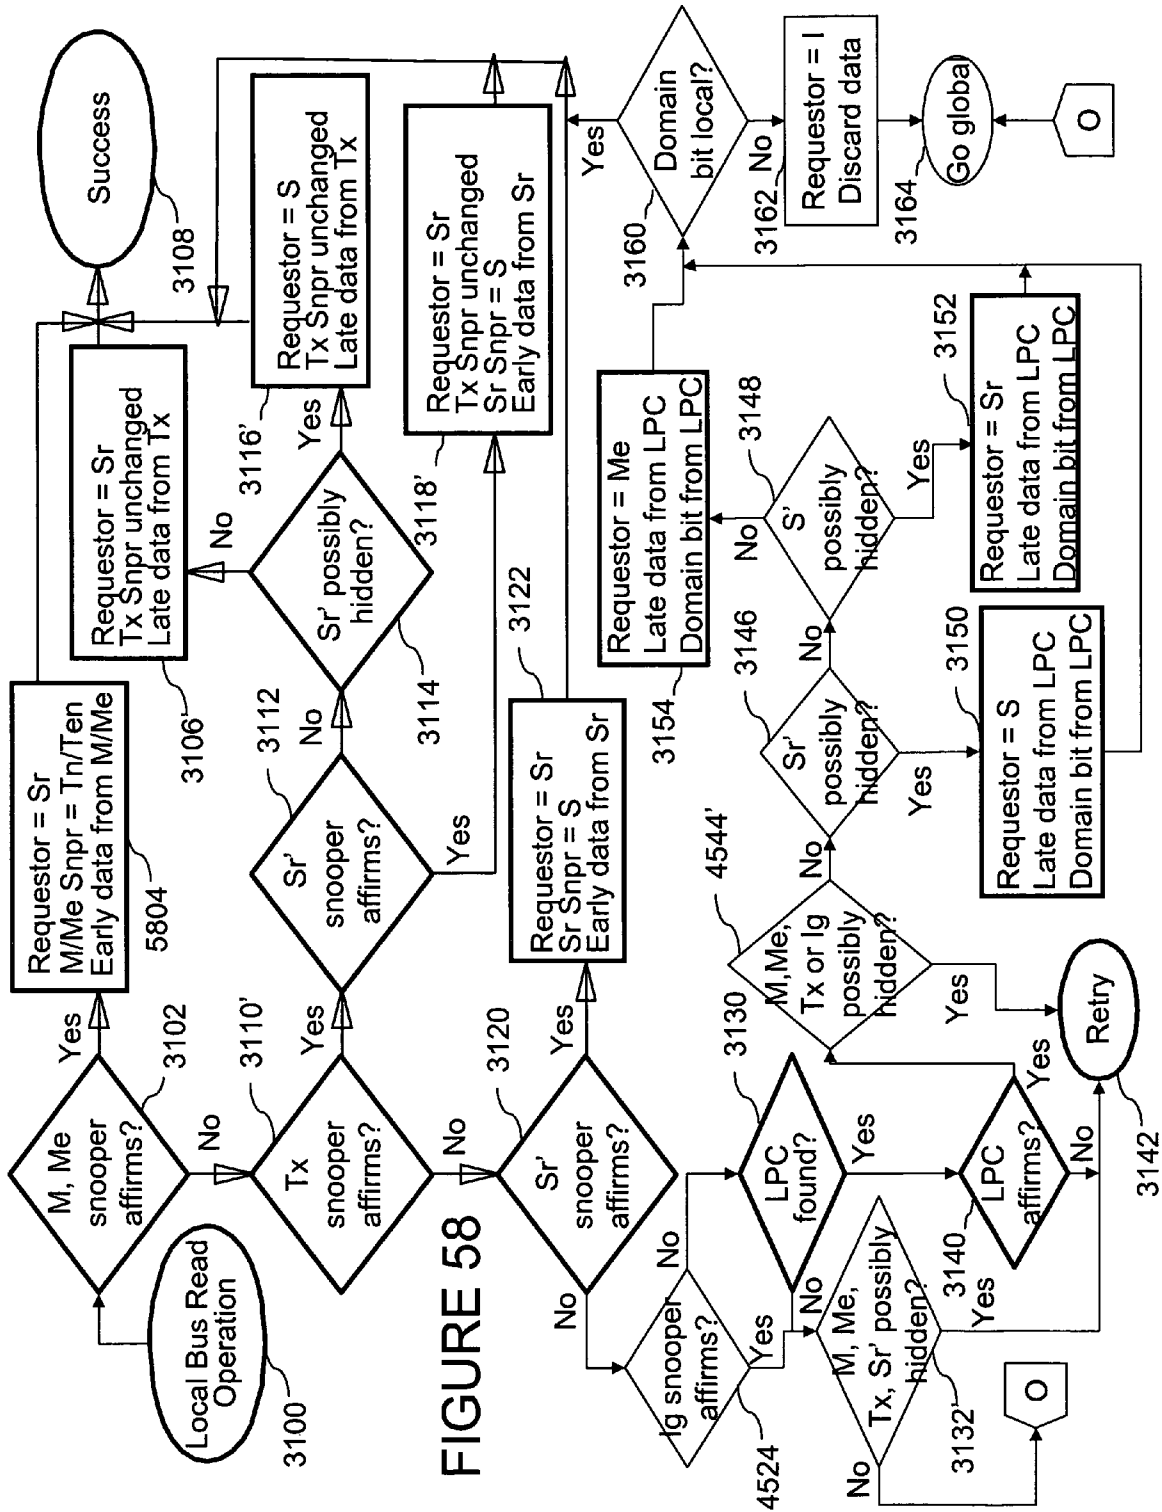 Local Bus Read
Operation
3100
M, Me
snooper
affirms?
3102
Yes
No
Requestor = Sr
M/Me Snpr = Tn/Ten
Early data from M/Me
5804
Success
3108
Tx
snooper
affirms?
3110'
Yes
No
Sr'
snooper
affirms?
3112
No
Yes
Sr' possibly
hidden?
3114
No
Yes
Requestor = Sr
Tx Snpr unchanged
Late data from Tx
3106'
Requestor = S
Tx Snpr unchanged
Late data from Tx
3116'
Requestor = Sr
Tx Snpr unchanged
Sr Snpr = S
Early data from Sr
3118'
Sr'
snooper
affirms?
3120
Yes
No
Requestor = Sr
Sr Snpr = S
Early data from Sr
3122
Ig snooper
affirms?
4524
No
Yes
LPC
found?
3130
No
Yes
M, Me,
Tx, Sr' possibly
hidden?
3132'
No
Yes
O
LPC
affirms?
3140
Yes
No
Retry
3142
M, Me,
Tx or Ig
possibly
hidden?
4544'
No
Yes
Sr'
possibly
hidden?
3146
No
Yes
S'
possibly
hidden?
3148
No
Yes
Requestor = S
Late data from LPC
Domain bit from LPC
3150
Requestor = Sr
Late data from LPC
Domain bit from LPC
3152
Requestor = Me
Late data from LPC
Domain bit from LPC
3154
Domain
bit local?
3160
Yes
No
Requestor = I
Discard data
3162
Go global
3164
O
FIGURE 58